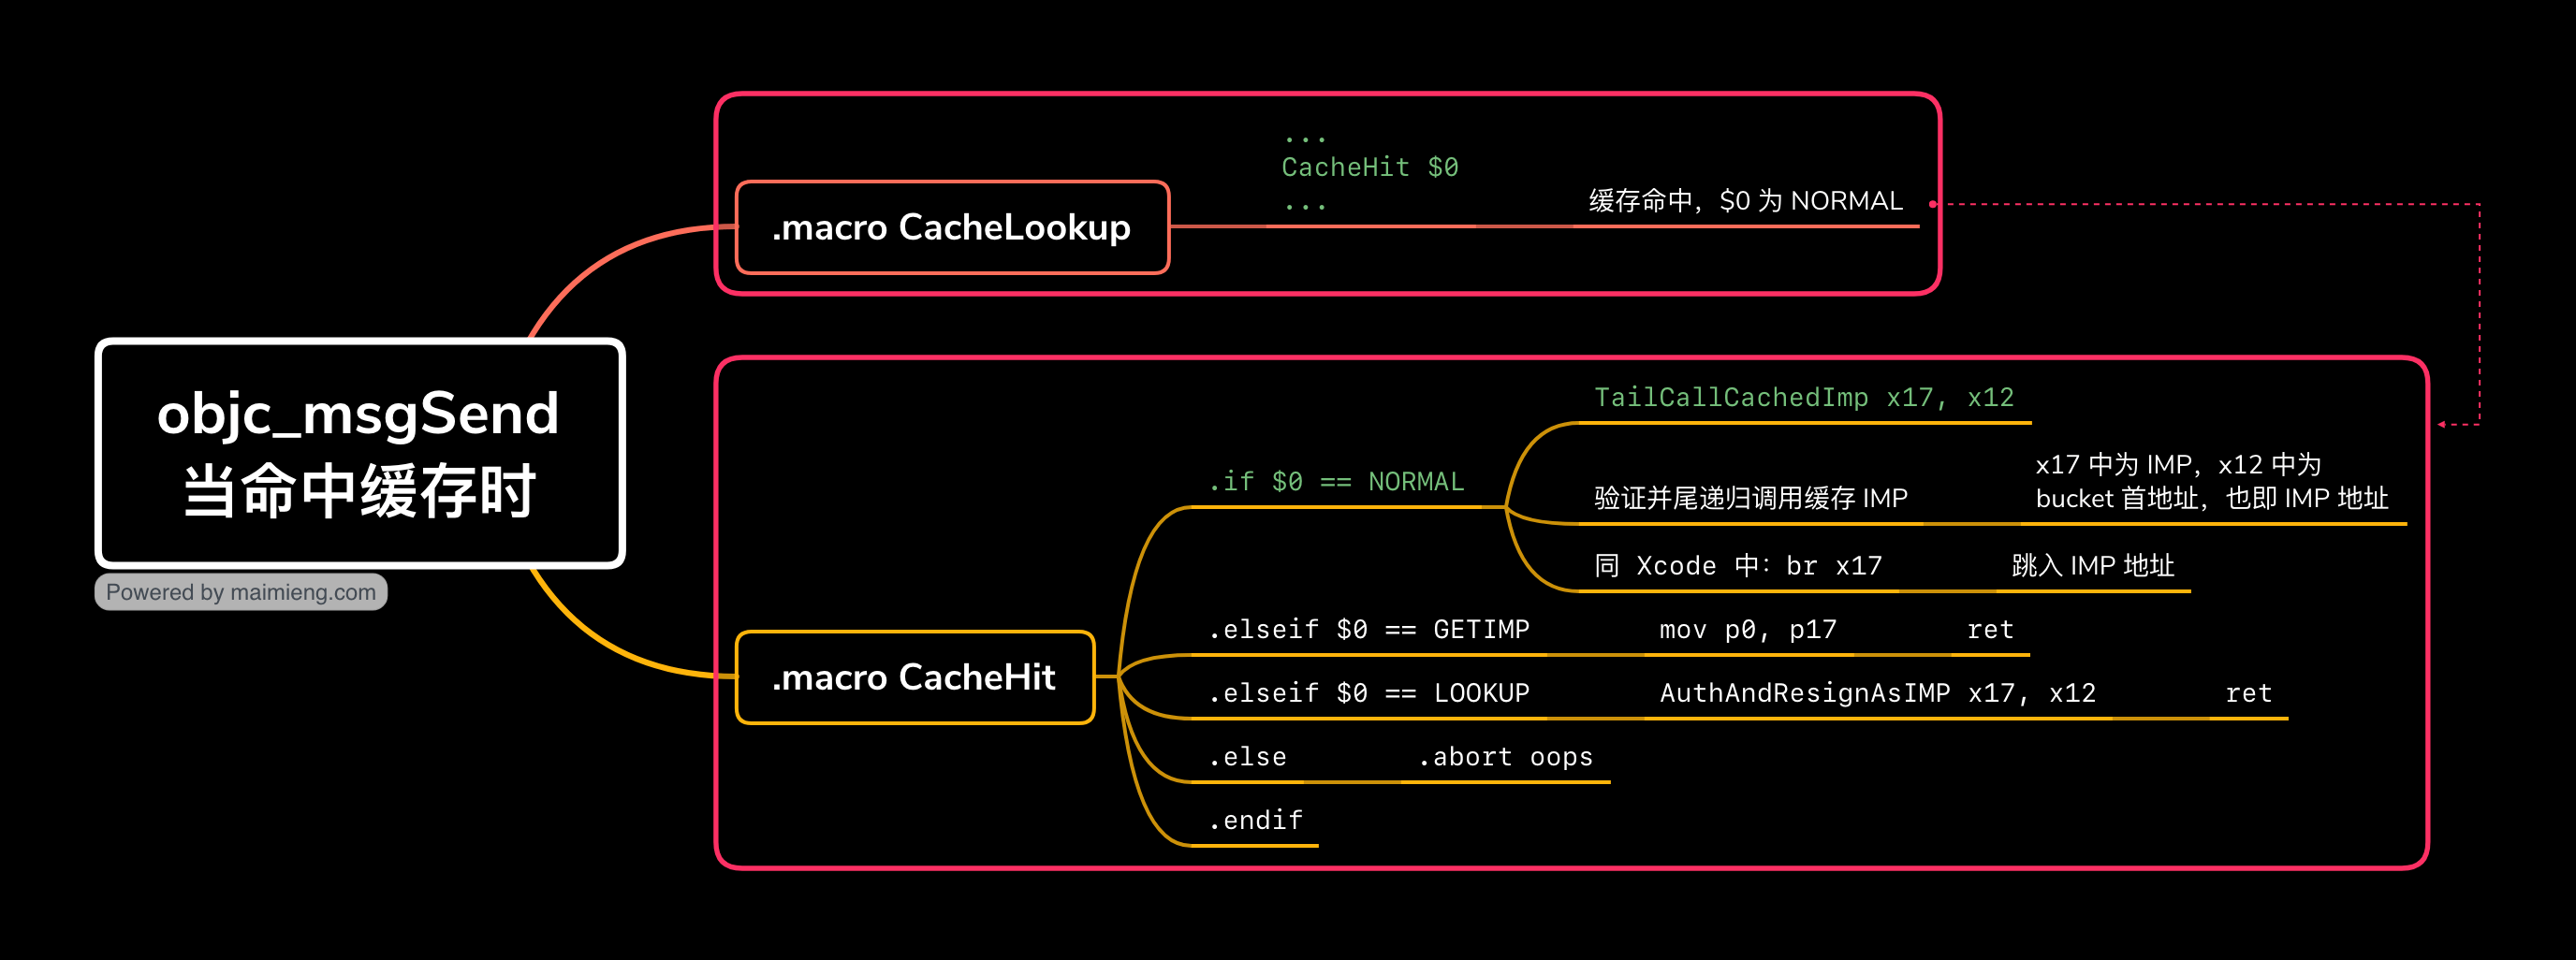 objc_msgSend
当命中缓存时
Powered by maimieng.com
.macro CacheLookup
...
CacheHit $0
...
缓存命中，$0 为 NORMAL
.macro CacheHit
.if $0 == NORMAL
TailCallCachedImp x17, x12
验证并尾递归调用缓存 IMP
x17 中为 IMP，x12 中为
bucket 首地址，也即 IMP 地址
同 Xcode 中：br x17
跳入 IMP 地址
.elseif $0 == GETIMP
mov p0, p17
ret
.elseif $0 == LOOKUP
AuthAndResignAsIMP x17, x12
ret
.else
.abort oops
.endif